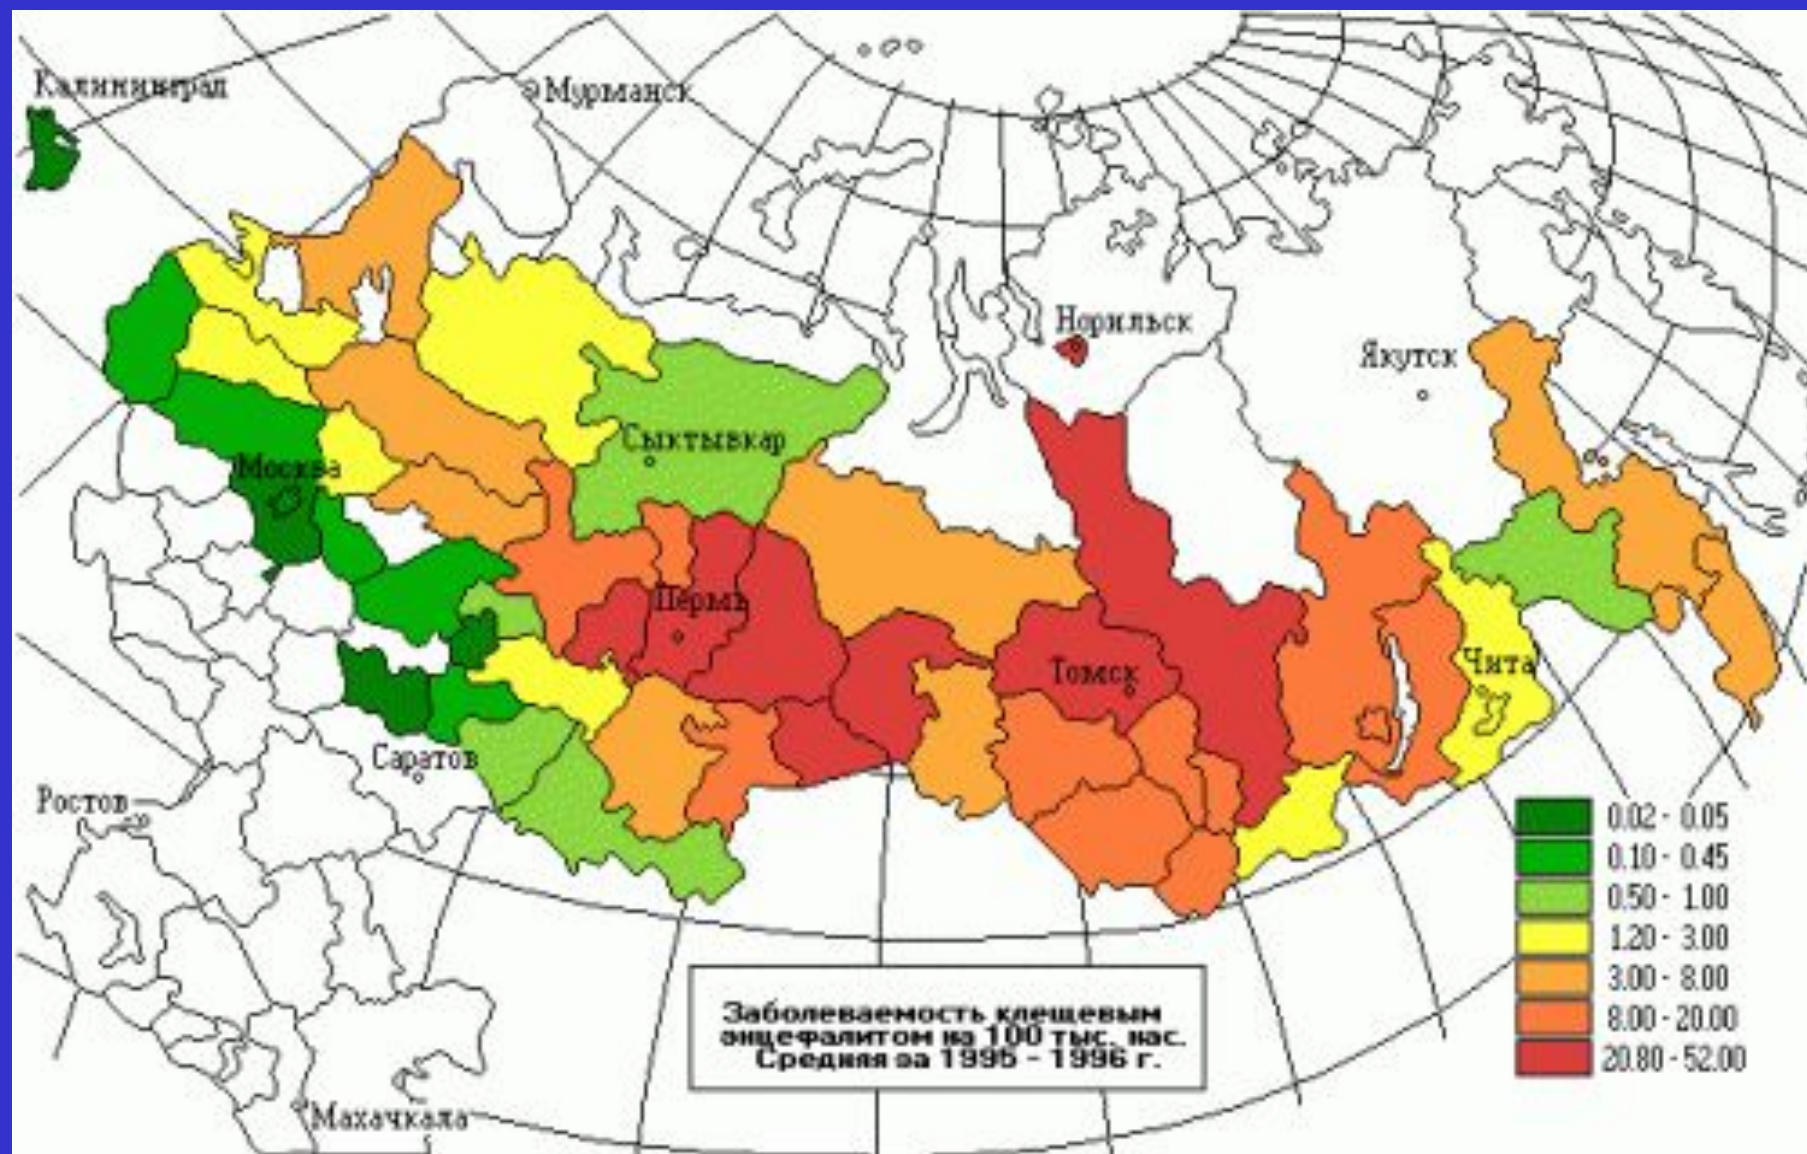 Калининград
Мурманск
Норильск
Якутск
Сыктывкар
Москва
Пермь
Томск
Чита
Саратов
Ростов
Махачкала
0.02 - 0.05
0.10 - 0.45
0.50 - 1.00
1.20 - 3.00
3.00 - 8.00
8.00 - 20.00
20.80 - 52.00
Заболеваемость клещевым
энцефалитом на 100 тыс. нас.
Средняя за 1995 - 1996 г.